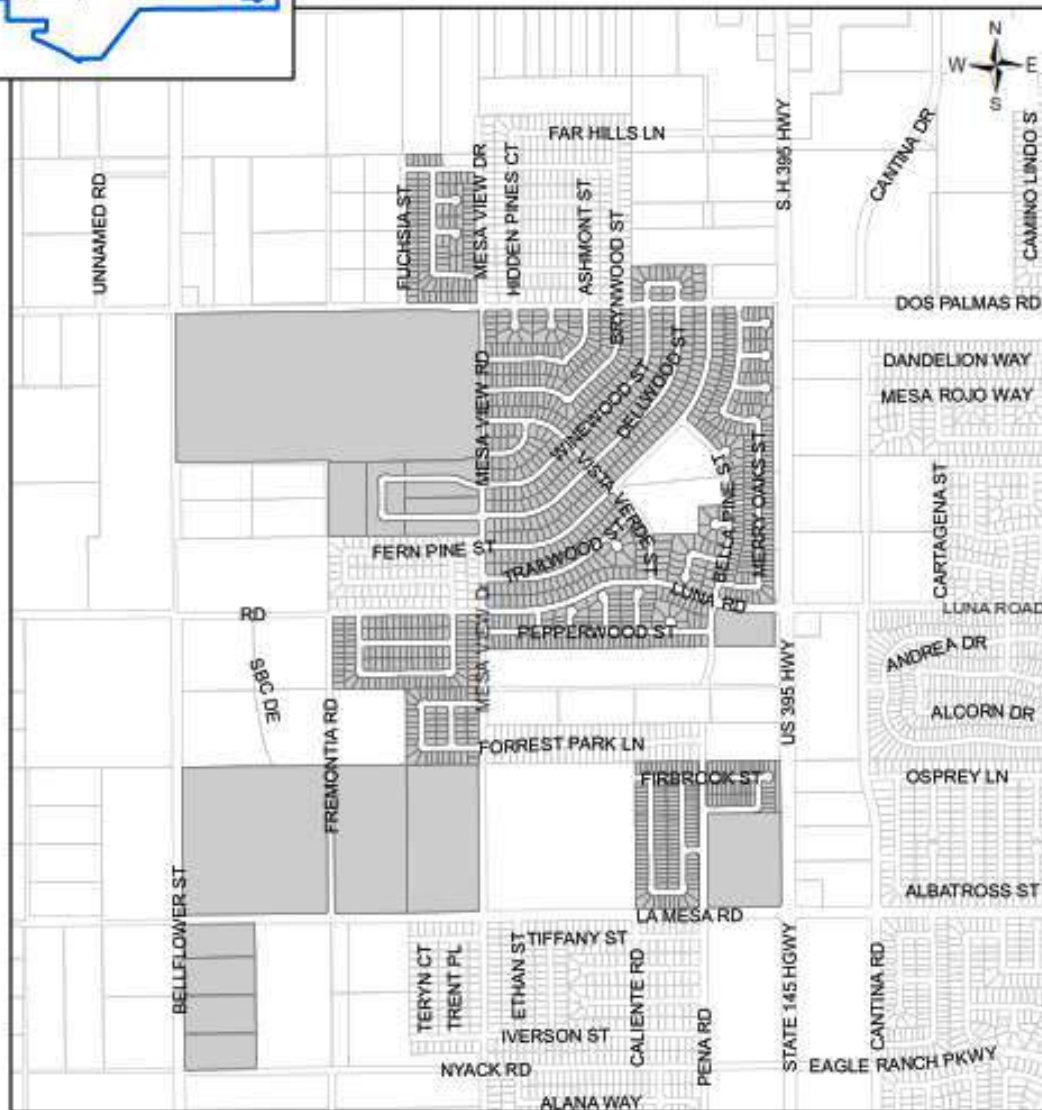 N
W E
S
FAR HILLS LN
S.H.395 HWY
CANTINA DR
CAMINO LINDO S
UNNAMED RD
FUCHSIA ST
MESA VIEW DR
HIDDEN PINES CT
ASHMONT ST
BRYNWOOD ST
DOS PALMAS RD
DANDELION WAY
MESA ROJO WAY
MESA VIEW RD
WINEWOOD ST
DELLWOOD ST
VISTA VERDE ST
BELLA PINE ST
MERRY OAKS ST
CARTAGENA ST
FERN PINE ST
TRAILWOOD ST
LUNA RD
LUNA ROAD
RD
MESA VIEW D
PEPPERWOOD ST
ANDREA DR
SBC DE
US 395 HWY
ALCORN DR
FREMONTIA RD
FORREST PARK LN
FIRBROOK ST
OSPREY LN
BELLFLOWER ST
ALBATROSS ST
LA MESA RD
TERYN CT
TRENT PL
ETHAN ST
TIFFANY ST
CALIENTE RD
PENA RD
STATE 145 HGWY
CANTINA RD
IVERSON ST
NYACK RD
EAGLE RANCH PKWY
ALANA WAY